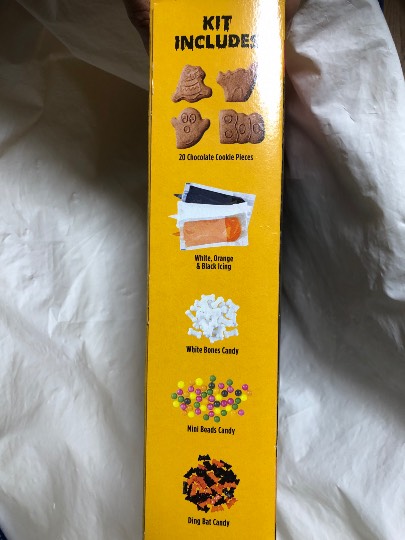 KIT
INCLUDES
20 Chocolate Cookie Pieces
White, Orange
& Black Icing
White Bones Candy
Mini Beads Candy
Ding Bat Candy